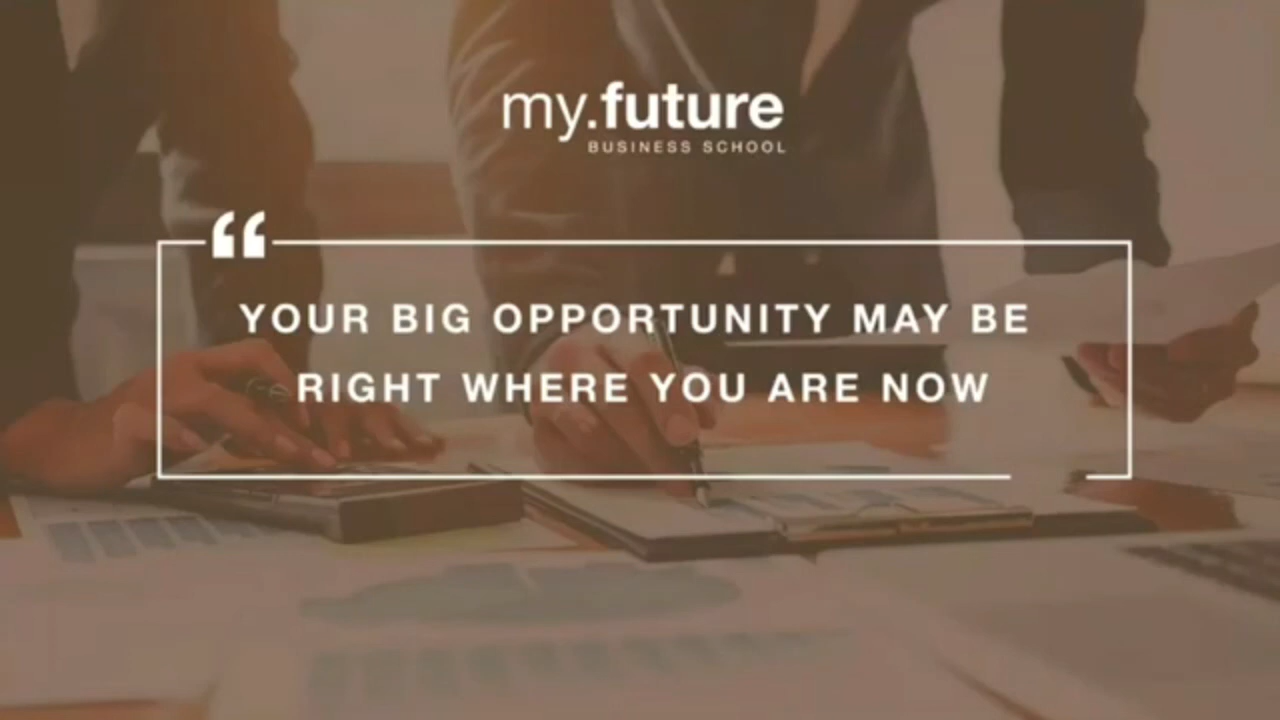 my.future
BUSINESS SCHOOL
“
YOUR BIG OPPORTUNITY MAY BE
RIGHT WHERE YOU ARE NOW